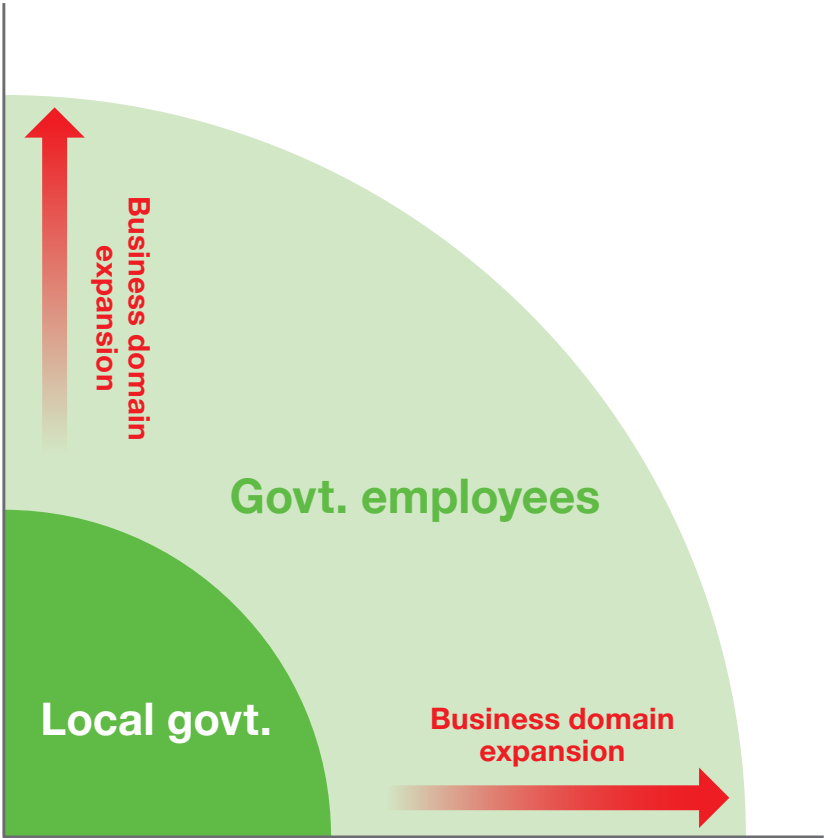 Business domain
expansion
Govt. employees
Local govt.
Business domain
expansion